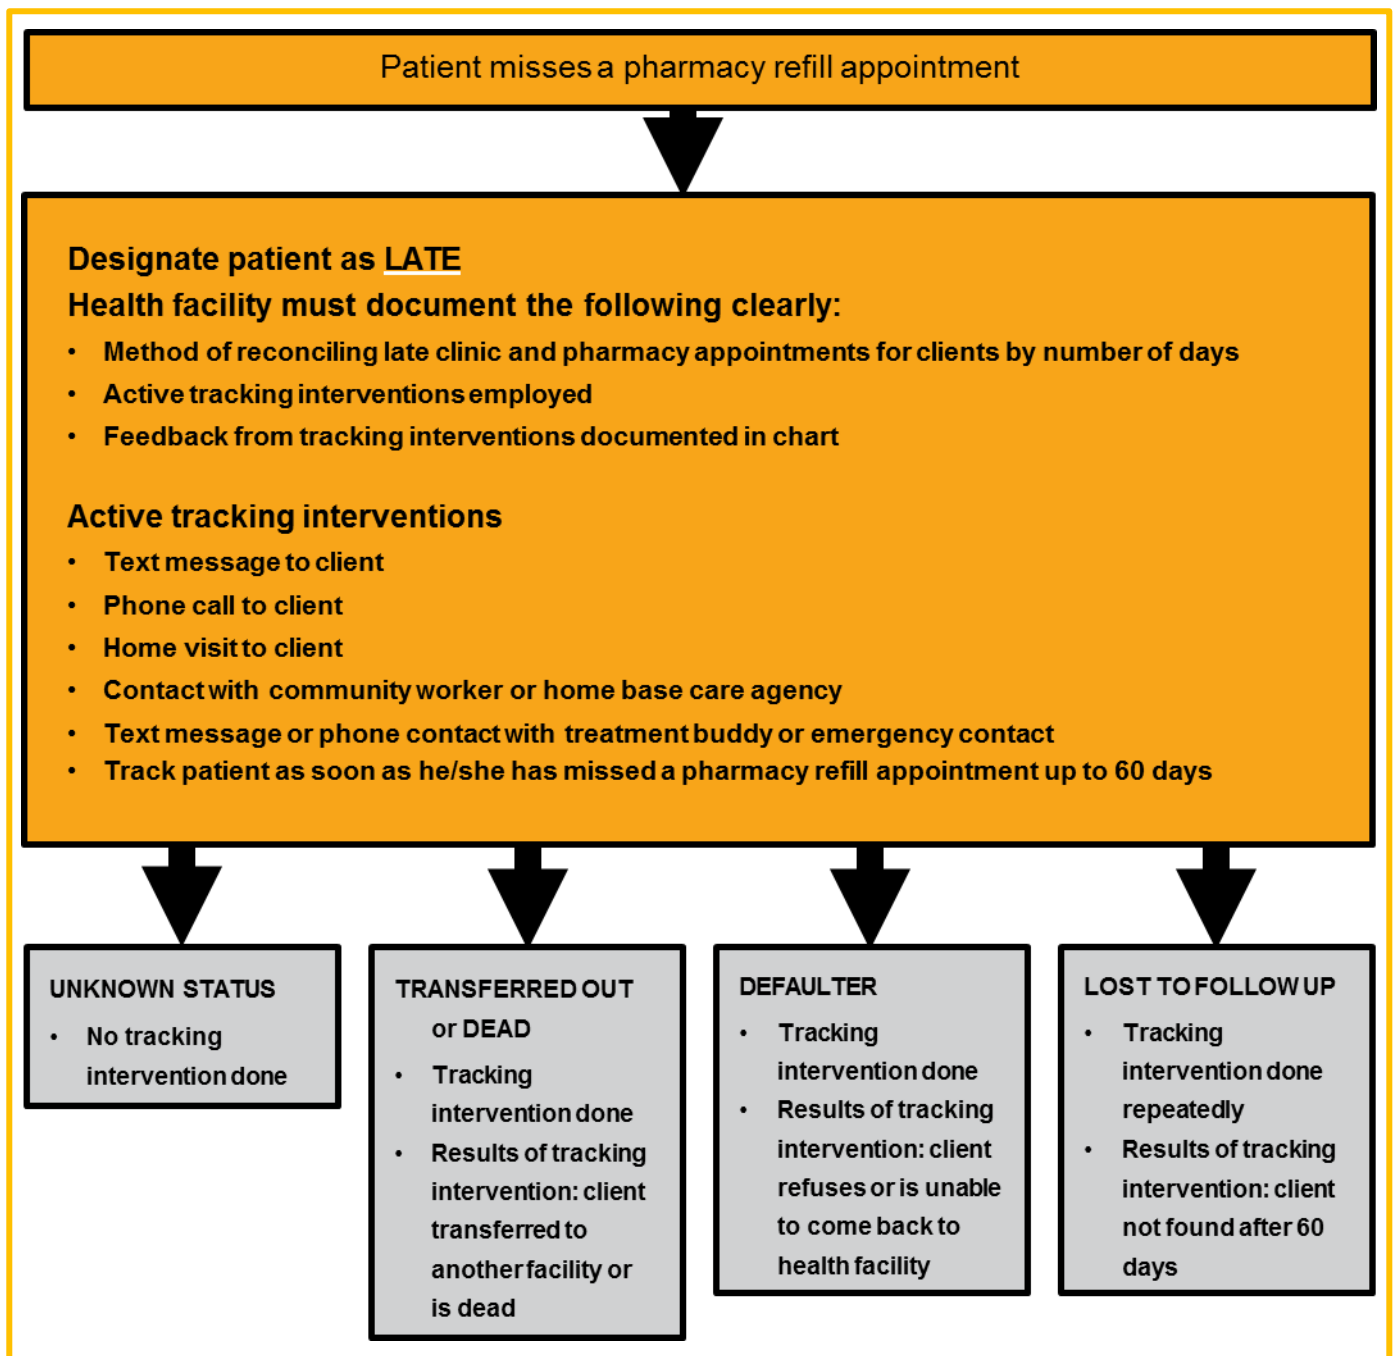 Patient misses a pharmacy refill appointment
Designate patient as LATE
Health facility must document the following clearly:
• Method of reconciling late clinic and pharmacy appointments for clients by number of days
• Active tracking interventions employed
• Feedback from tracking interventions documented in chart
Active tracking interventions
• Text message to client
• Phone call to client
• Home visit to client
• Contact with community worker or home base care agency
• Text message or phone contact with treatment buddy or emergency contact
• Track patient as soon as he/she has missed a pharmacy refill appointment up to 60 days
UNKNOWN STATUS
• No tracking
intervention done
TRANSFERRED OUT
or DEAD
• Tracking
intervention done
• Results of tracking
intervention: client
transferred to
another facility or
is dead
DEFAULTER
• Tracking
intervention done
• Results of tracking
intervention: client
refuses or is unable
to come back to
health facility
LOST TO FOLLOW UP
• Tracking
intervention done
repeatedly
• Results of tracking
intervention: client
not found after 60
days